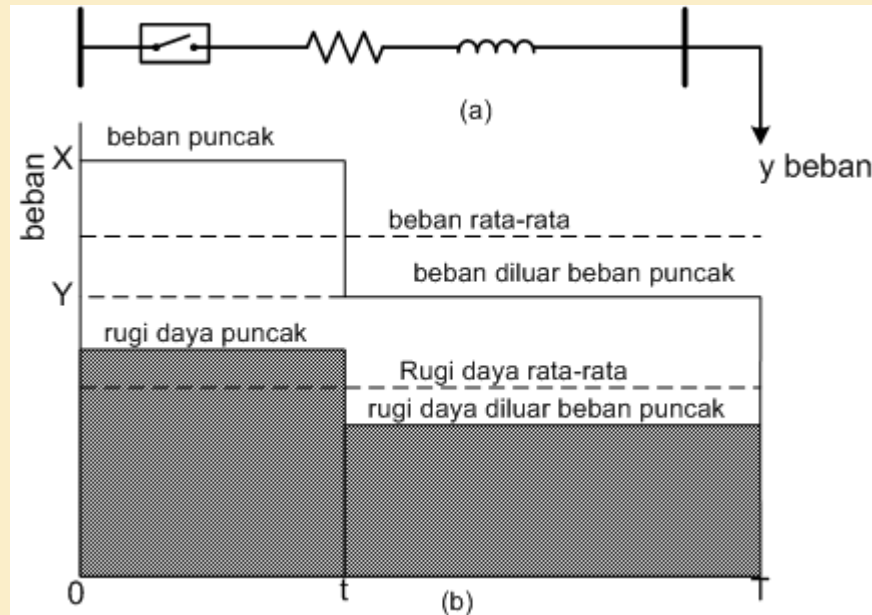 (a)
y beban
beban puncak
X
beban
beban rata-rata
Y
beban diluar beban puncak
rugi daya puncak
Rugi daya rata-rata
rugi daya diluar beban puncak
0
t
T
(b)